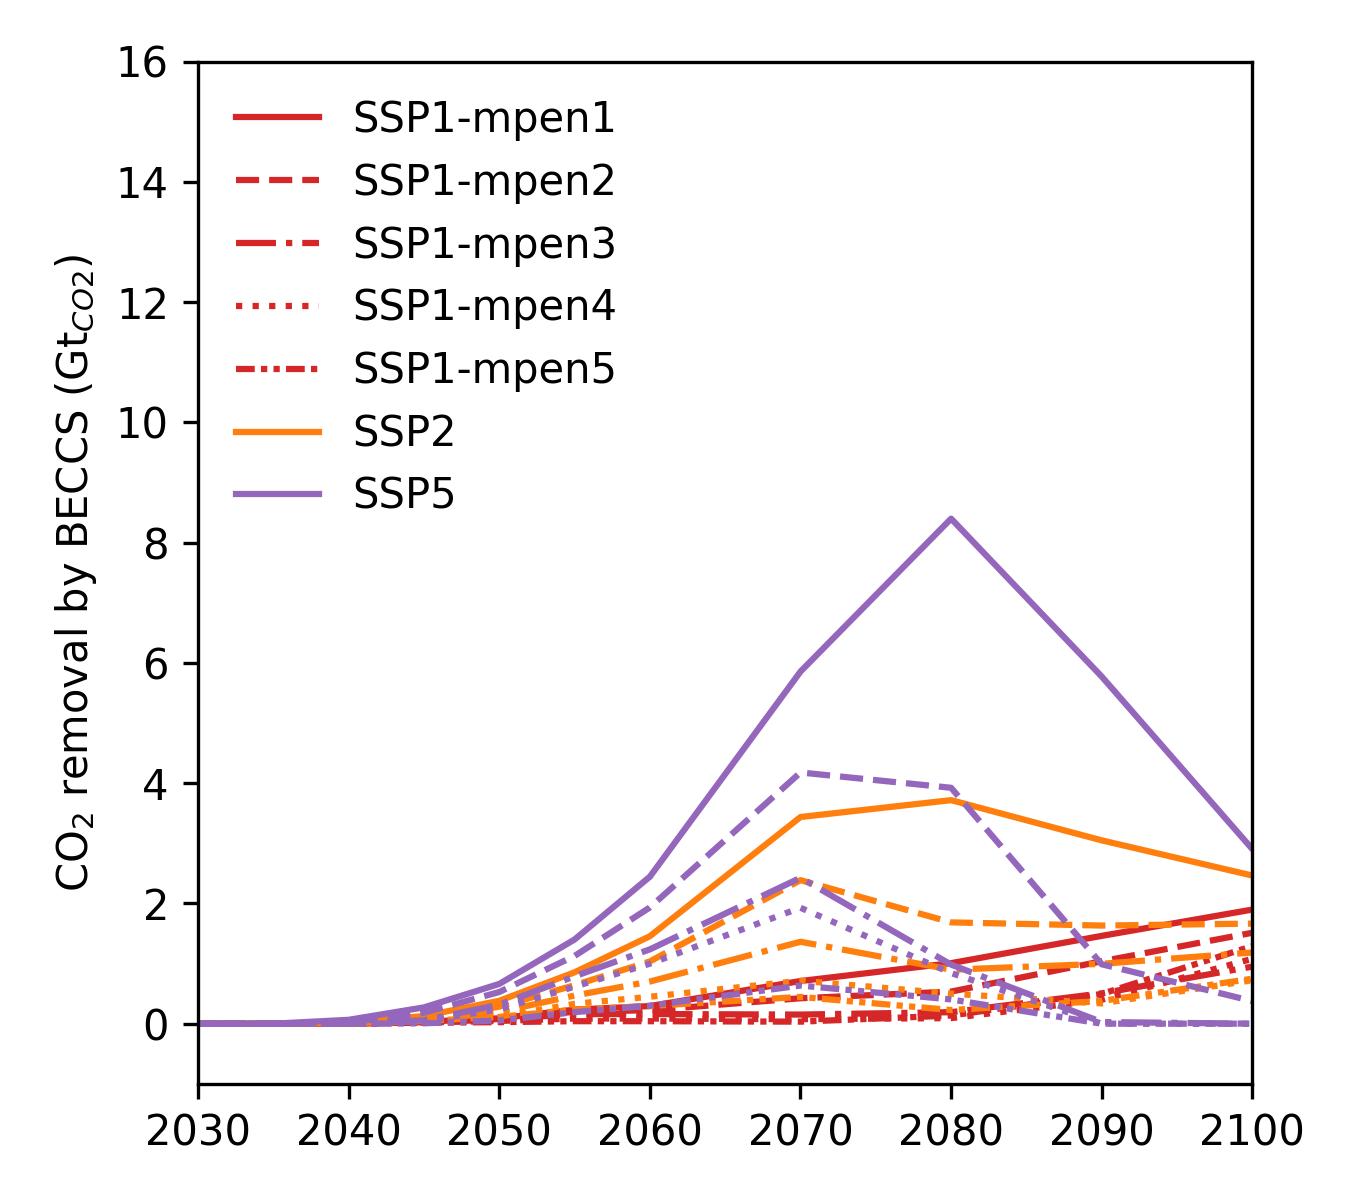 CO2 removal by BECCS (GtCO2)
16
14
12
10
8
6
4
2
0
SSP1-mpen1
SSP1-mpen2
SSP1-mpen3
SSP1-mpen4
SSP1-mpen5
SSP2
SSP5
2030 2040 2050 2060 2070 2080 2090 2100